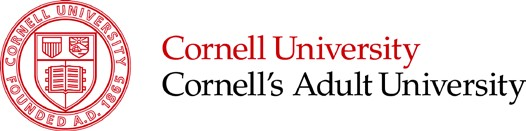 CORNELL UNIVERSITY
FOUNDED A.D. 1865
Cornell University
Cornell's Adult University